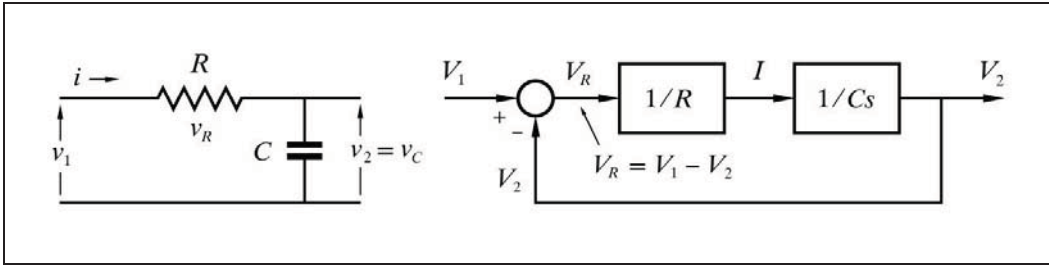 i
R
v_R
v_1
C
v_2 = v_C
V_1
+
−
V_R
1/R
I
1/Cs
V_2
V_R = V_1 − V_2
V_2